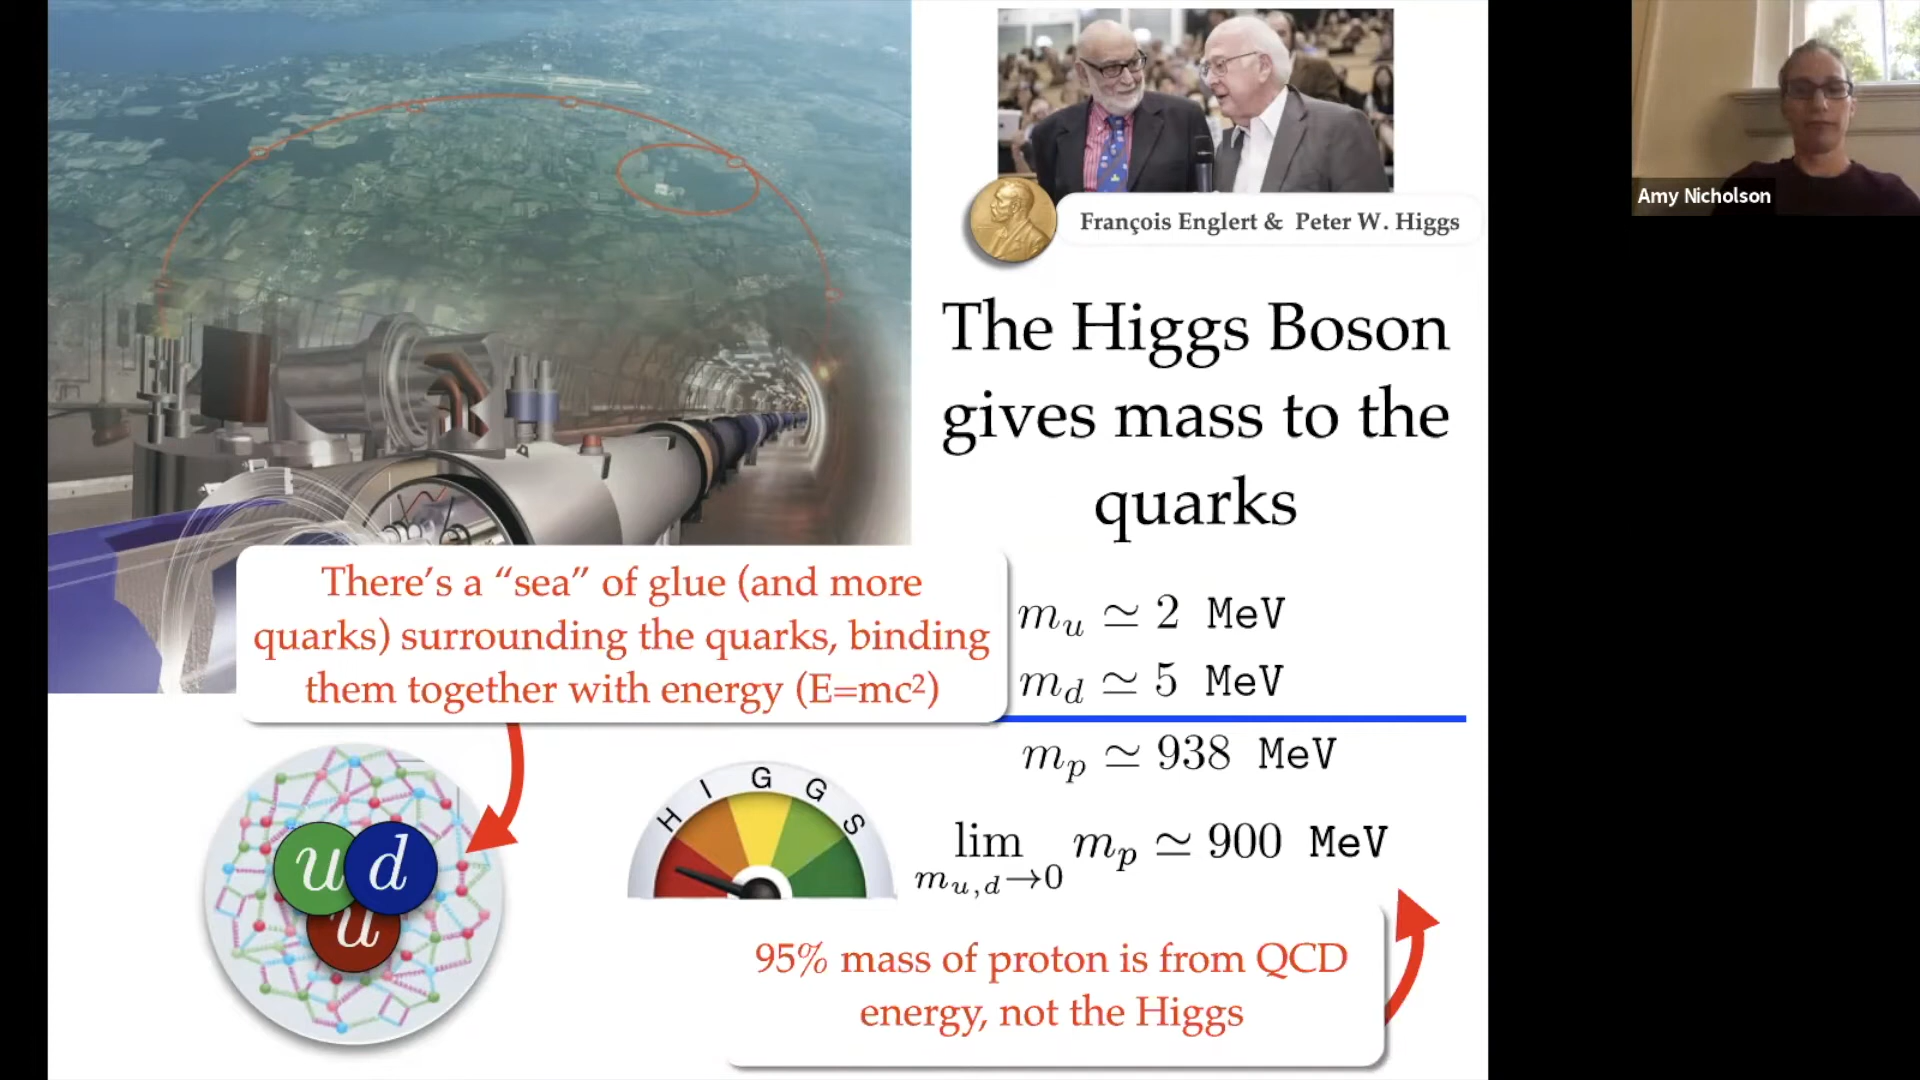 François Englert & Peter W. Higgs
Amy Nicholson
The Higgs Boson
gives mass to the
quarks
There's a “sea” of glue (and more
quarks) surrounding the quarks, binding
them together with energy (E=mc²)
m_u ≃ 2 MeV
m_d ≃ 5 MeV
m_p ≃ 938 MeV
lim m_p ≃ 900 MeV
m_{u,d}→0
u d
u
HIGGS
95% mass of proton is from QCD
energy, not the Higgs